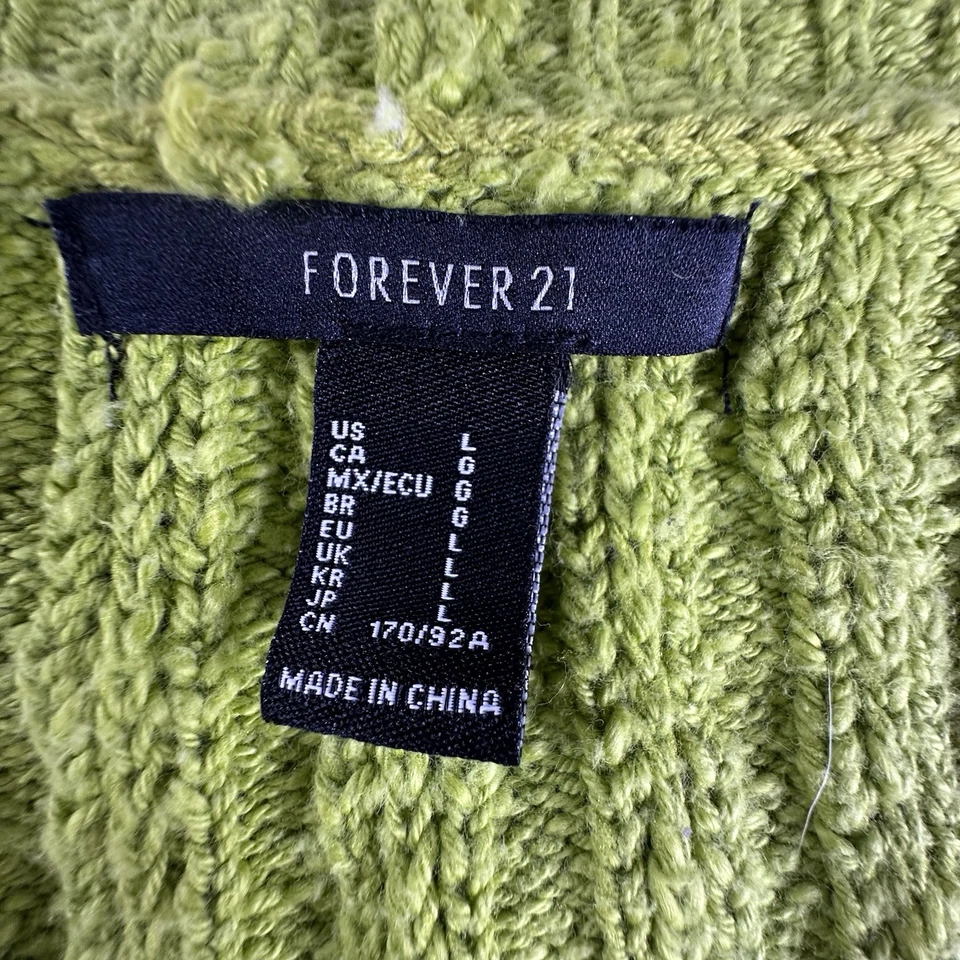 FOREVER 21
US L
CA G
MX/ECU G
BR G
EU L
UK L
KR L
JP L
CN 170/92A
MADE IN CHINA